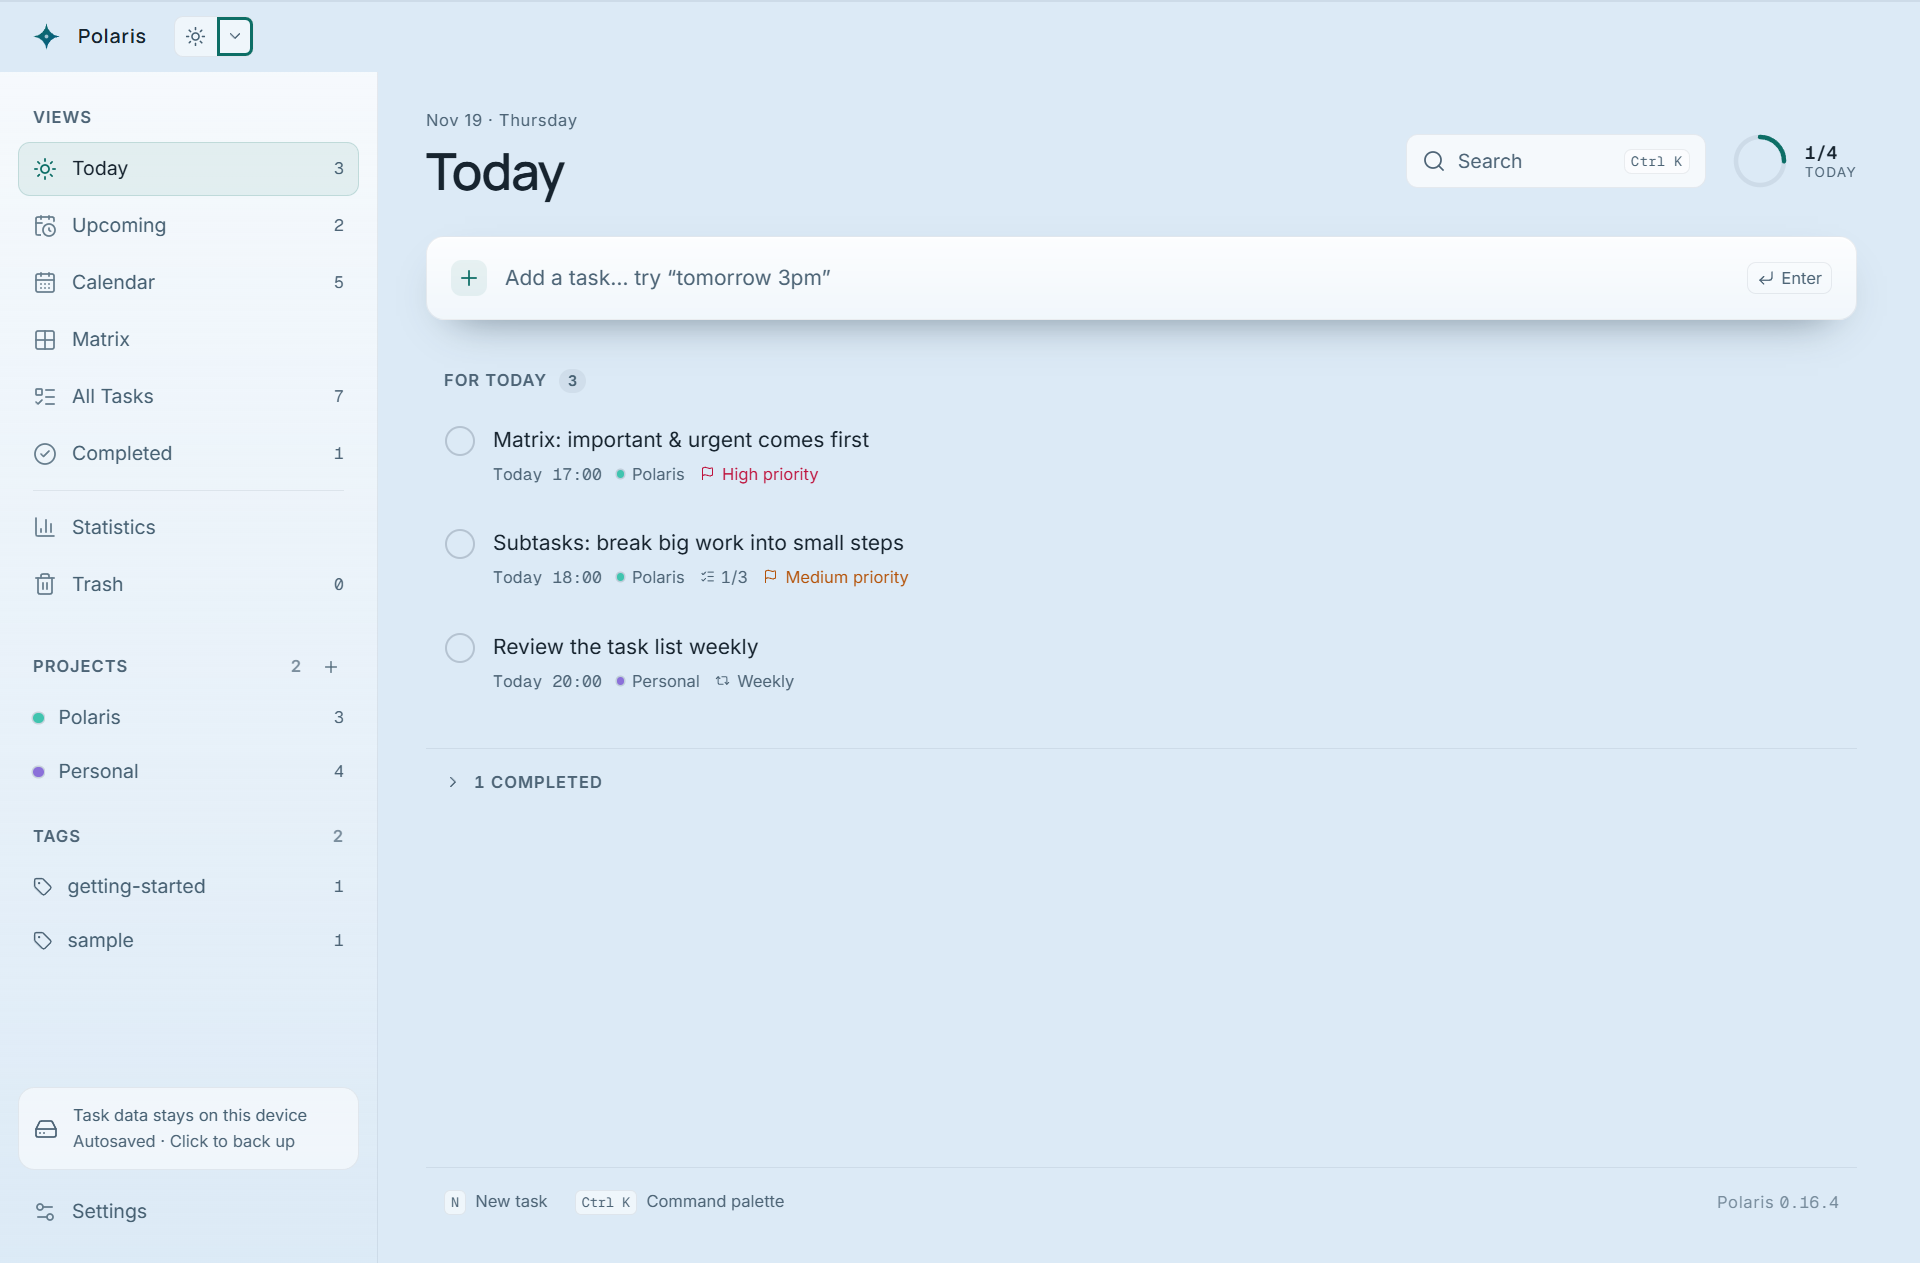 Polaris
VIEWS
Today 3
Upcoming 2
Calendar 5
Matrix
All Tasks 7
Completed 1
Statistics
Trash 0
PROJECTS 2
Polaris 3
Personal 4
TAGS 2
getting-started 1
sample 1
Task data stays on this device
Autosaved · Click to back up
Settings
Nov 19 · Thursday
Today
Search Ctrl K
1/4
TODAY
Add a task... try “tomorrow 3pm”
Enter
FOR TODAY 3
Matrix: important & urgent comes first
Today 17:00 Polaris High priority
Subtasks: break big work into small steps
Today 18:00 Polaris 1/3 Medium priority
Review the task list weekly
Today 20:00 Personal Weekly
1 COMPLETED
N New task Ctrl K Command palette
Polaris 0.16.4